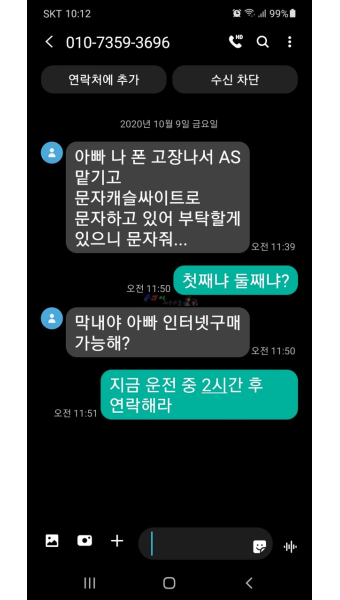 SKT 10:12
99%
010-7359-3696
HD
연락처에 추가
수신 차단
2020년 10월 9일 금요일
아빠 나 폰 고장나서 AS
맡기고
문자캐슬싸이트로
문자하고 있어 부탁할게
있으니 문자줘...
오전 11:39
첫째냐 둘째냐?
오전 11:50
막내야 아빠 인터넷구매
가능해?
오전 11:50
지금 운전 중 2시간 후
연락해라
오전 11:51